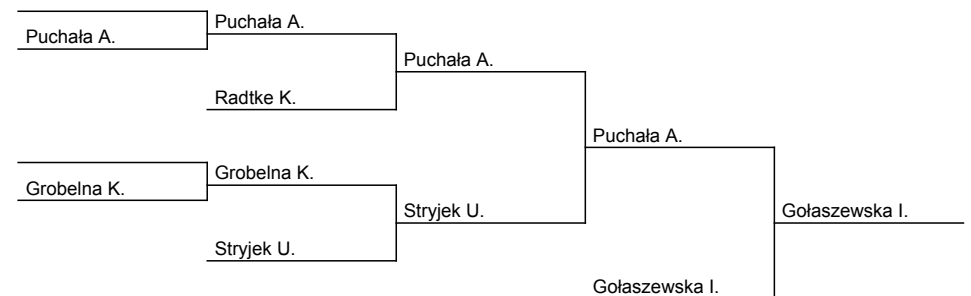 Puchała A.
Puchała A.
Puchała A.
Radtke K.
Puchała A.
Grobelna K.
Grobelna K.
Stryjek U.
Gołaszewska I.
Stryjek U.
Gołaszewska I.